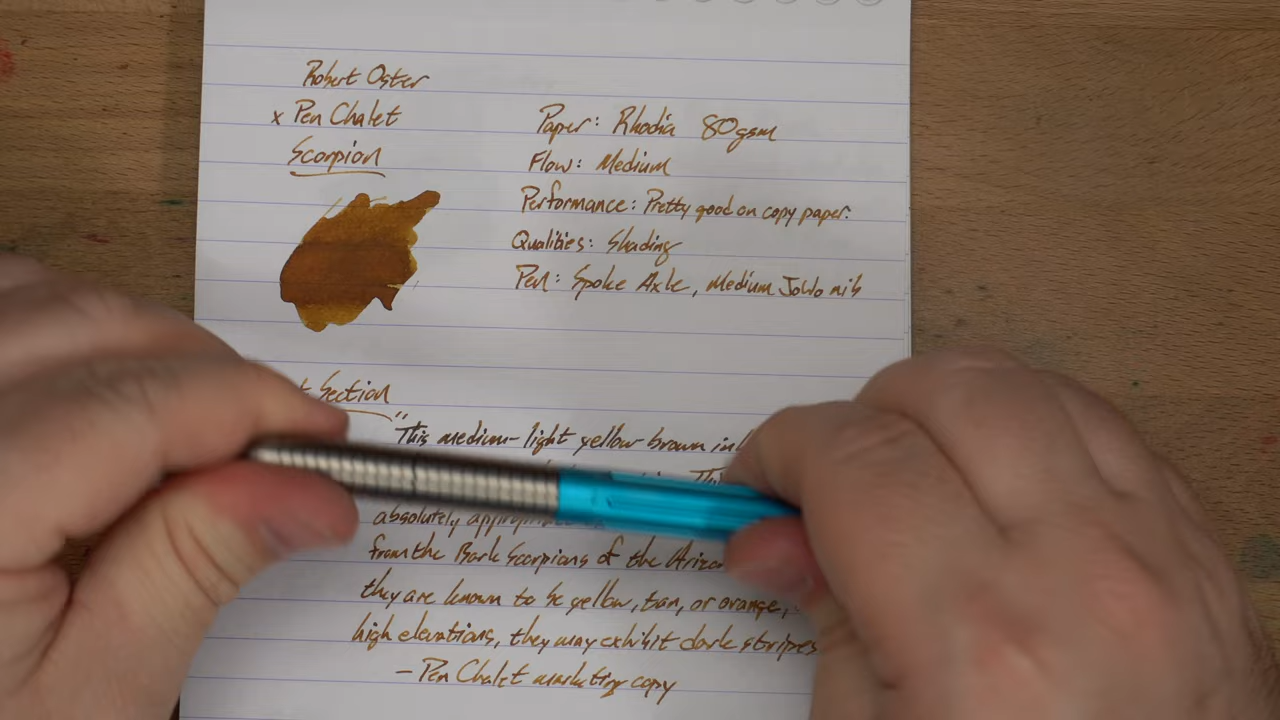 Robert Oster
x Pen Chalet
Scorpion
Paper: Rhodia 80gsm
Flow: Medium
Performance: Pretty good on copy paper.
Qualities: Shading
Pen: Spoke Axle, Medium JoWo nib
Section
"This medium-light yellow-brown
absolutely
from the Bark Scorpions of the
they are known to be yellow, tan, or orange,
high elevations, they may exhibit dark stripes
- Pen Chalet marketing copy